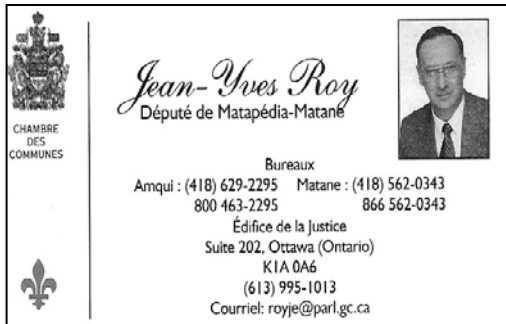 Jean-Yves Roy
Député de Matapédia-Matane
CHAMBRE
DES
COMMUNES
Bureaux
Amqui : (418) 629-2295 Matane : (418) 562-0343
800 463-2295 866 562-0343
Édifice de la Justice
Suite 202, Ottawa (Ontario)
K1A 0A6
(613) 995-1013
Courriel: royje@parl.gc.ca